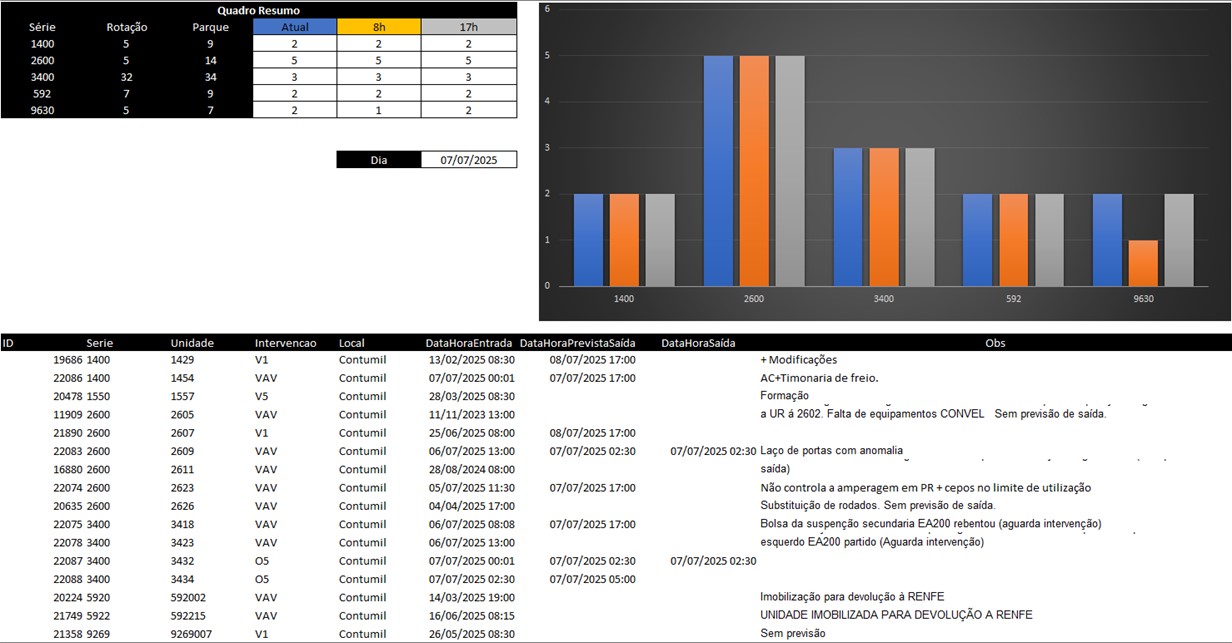 Quadro Resumo
Série Rotação Parque Atual 8h 17h
1400 5 9 2 2 2
2600 5 14 5 5 5
3400 32 34 3 3 3
592 7 9 2 2 2
9630 5 7 2 1 2
Dia 07/07/2025
6
5
4
3
2
1
0
1400 2600 3400 592 9630
ID Serie Unidade Intervencao Local DataHoraEntrada DataHoraPrevistaSaída DataHoraSaída Obs
19686 1400 1429 V1 Contumil 13/02/2025 08:30 08/07/2025 17:00 + Modificações
22086 1400 1454 VAV Contumil 07/07/2025 00:01 07/07/2025 17:00 AC+Timonaria de freio.
20478 1550 1557 V5 Contumil 28/03/2025 08:30 Formação
11909 2600 2605 VAV Contumil 11/11/2023 13:00 a UR á 2602. Falta de equipamentos CONVEL Sem previsão de saída.
21890 2600 2607 V1 Contumil 25/06/2025 08:00 08/07/2025 17:00
22083 2600 2609 VAV Contumil 06/07/2025 13:00 07/07/2025 02:30 07/07/2025 02:30 Laço de portas com anomalia
16880 2600 2611 VAV Contumil 28/08/2024 08:00 saída)
22074 2600 2623 VAV Contumil 05/07/2025 11:30 07/07/2025 17:00 Não controla a amperagem em PR + cepos no limite de utilização
20635 2600 2626 VAV Contumil 04/04/2025 17:00 Substituição de rodados. Sem previsão de saída.
22075 3400 3418 VAV Contumil 06/07/2025 08:08 07/07/2025 17:00 Bolsa da suspenção secundaria EA200 rebentou (aguarda intervenção)
22078 3400 3423 VAV Contumil 06/07/2025 13:00 esquerdo EA200 partido (Aguarda intervenção)
22087 3400 3432 O5 Contumil 07/07/2025 00:01 07/07/2025 02:30 07/07/2025 02:30
22088 3400 3434 O5 Contumil 07/07/2025 02:30 07/07/2025 05:00
20224 5920 592002 VAV Contumil 14/03/2025 19:00 Imobilização para devolução à RENFE
21749 5922 592215 VAV Contumil 16/06/2025 08:15 UNIDADE IMOBILIZADA PARA DEVOLUÇÃO A RENFE
21358 9269 9269007 V1 Contumil 26/05/2025 08:30 Sem previsão